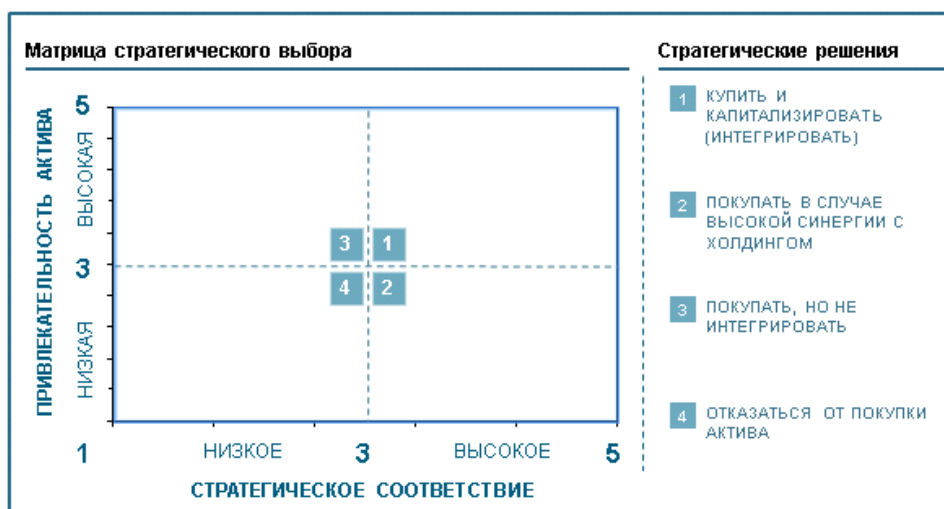 Матрица стратегического выбора
5
3
1
ПРИВЛЕКАТЕЛЬНОСТЬ АКТИВА
ВЫСОКАЯ
НИЗКАЯ
3 1
4 2
НИЗКОЕ 3 ВЫСОКОЕ 5
СТРАТЕГИЧЕСКОЕ СООТВЕТСТВИЕ
Стратегические решения
1 КУПИТЬ И
КАПИТАЛИЗИРОВАТЬ
(ИНТЕГРИРОВАТЬ)
2 ПОКУПАТЬ В СЛУЧАЕ
ВЫСОКОЙ СИНЕРГИИ С
ХОЛДИНГОМ
3 ПОКУПАТЬ, НО НЕ
ИНТЕГРИРОВАТЬ
4 ОТКАЗАТЬСЯ ОТ ПОКУПКИ
АКТИВА